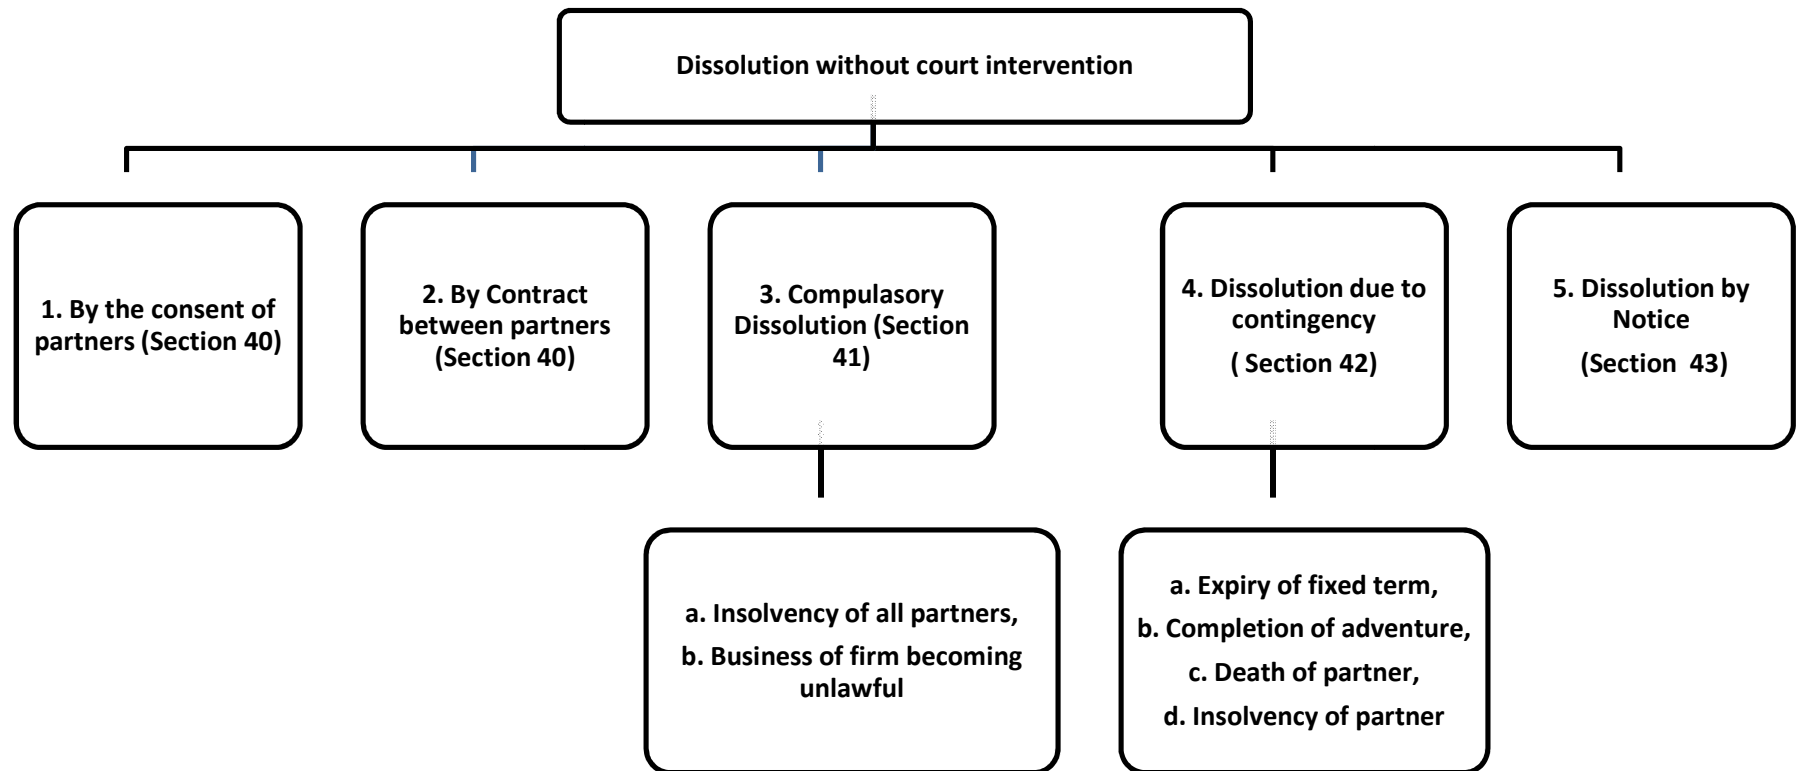 Dissolution without court intervention
1. By the consent of
partners (Section 40)
2. By Contract
between partners
(Section 40)
3. Compulasory
Dissolution (Section
41)
4. Dissolution due to
contingency
( Section 42)
5. Dissolution by
Notice
(Section 43)
a. Insolvency of all partners,
b. Business of firm becoming
unlawful
a. Expiry of fixed term,
b. Completion of adventure,
c. Death of partner,
d. Insolvency of partner